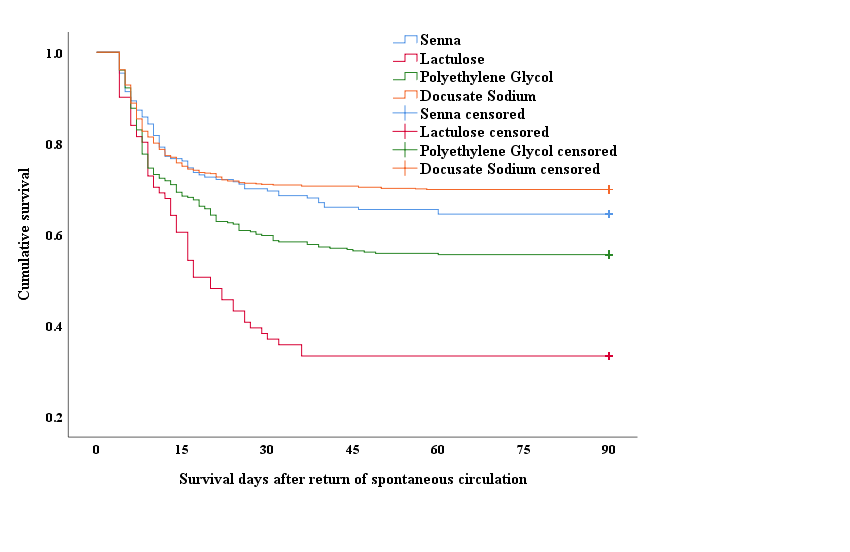 Senna
Lactulose
Polyethylene Glycol
Docusate Sodium
Senna censored
Lactulose censored
Polyethylene Glycol censored
Docusate Sodium censored
Cumulative survival
1.0
0.8
0.6
0.4
0.2
0 15 30 45 60 75 90
Survival days after return of spontaneous circulation